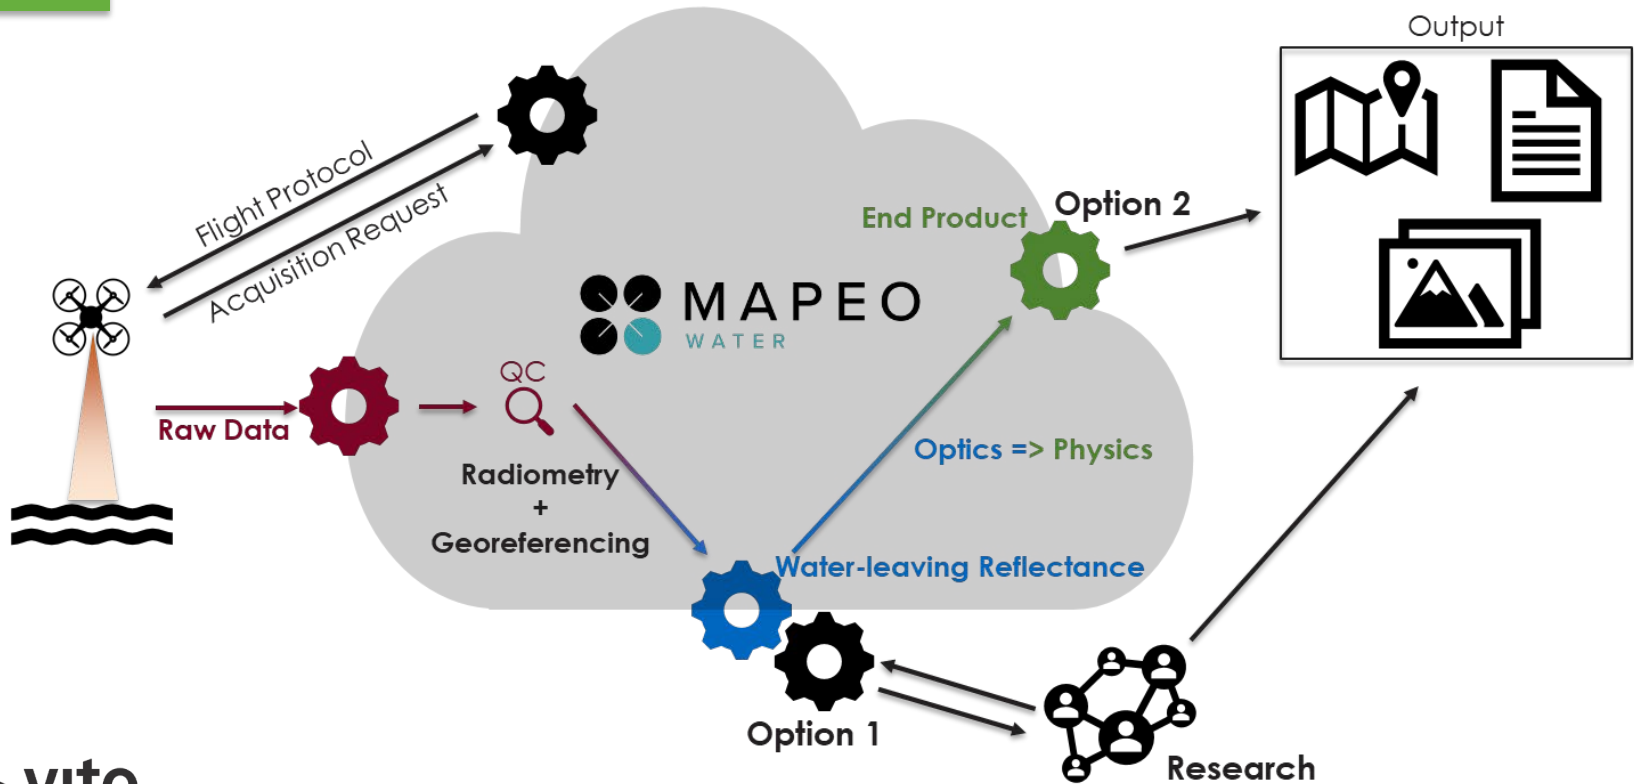 Output
Flight Protocol
Acquisition Request
Option 2
End Product
MAPEO
WATER
QC
Raw Data
Optics => Physics
Radiometry
+
Georeferencing
Water-leaving Reflectance
Option 1
Research
vito